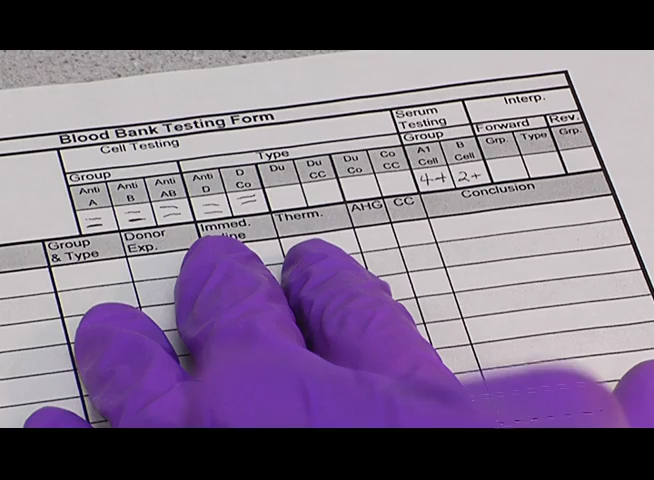 Blood Bank Testing Form
Cell Testing
Serum Testing
Interp.
Group
Type
Group
Forward
Rev.
Anti A
Anti B
Anti AB
Anti D
D Co
Du
Du CC
Du Co
Co CC
A1 Cell
B Cell
Grp.
Type
Grp.
4+ 2+
Group & Type
Donor Exp.
Immed.
Therm.
AHG
CC
Conclusion